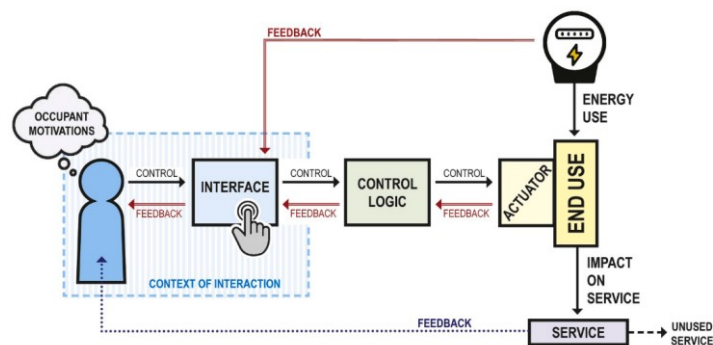 FEEDBACK
ENERGY
USE
OCCUPANT
MOTIVATIONS
CONTROL
FEEDBACK
INTERFACE
CONTROL
FEEDBACK
CONTROL
LOGIC
CONTROL
FEEDBACK
ACTUATOR
END USE
CONTEXT OF INTERACTION
IMPACT
ON
SERVICE
FEEDBACK
SERVICE
UNUSED
SERVICE